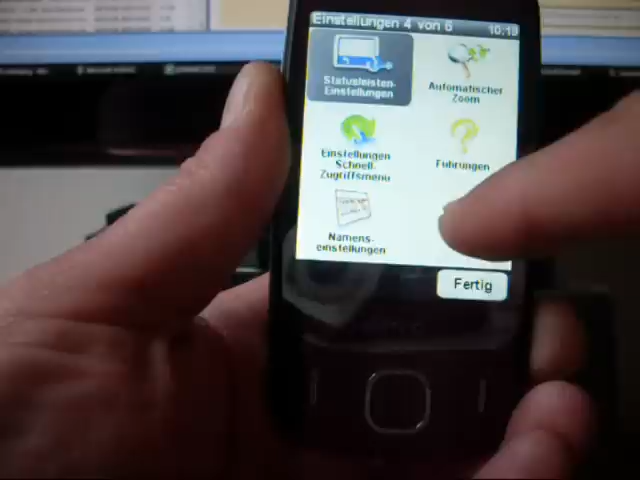 Einstellungen 4 von 6 10:19
Statusleisten-
Einstellungen
Automatischer
Zoom
Einstellungen
Schnell-
Zugriffsmenü
Führungen
Namens-
einstellungen
Fertig